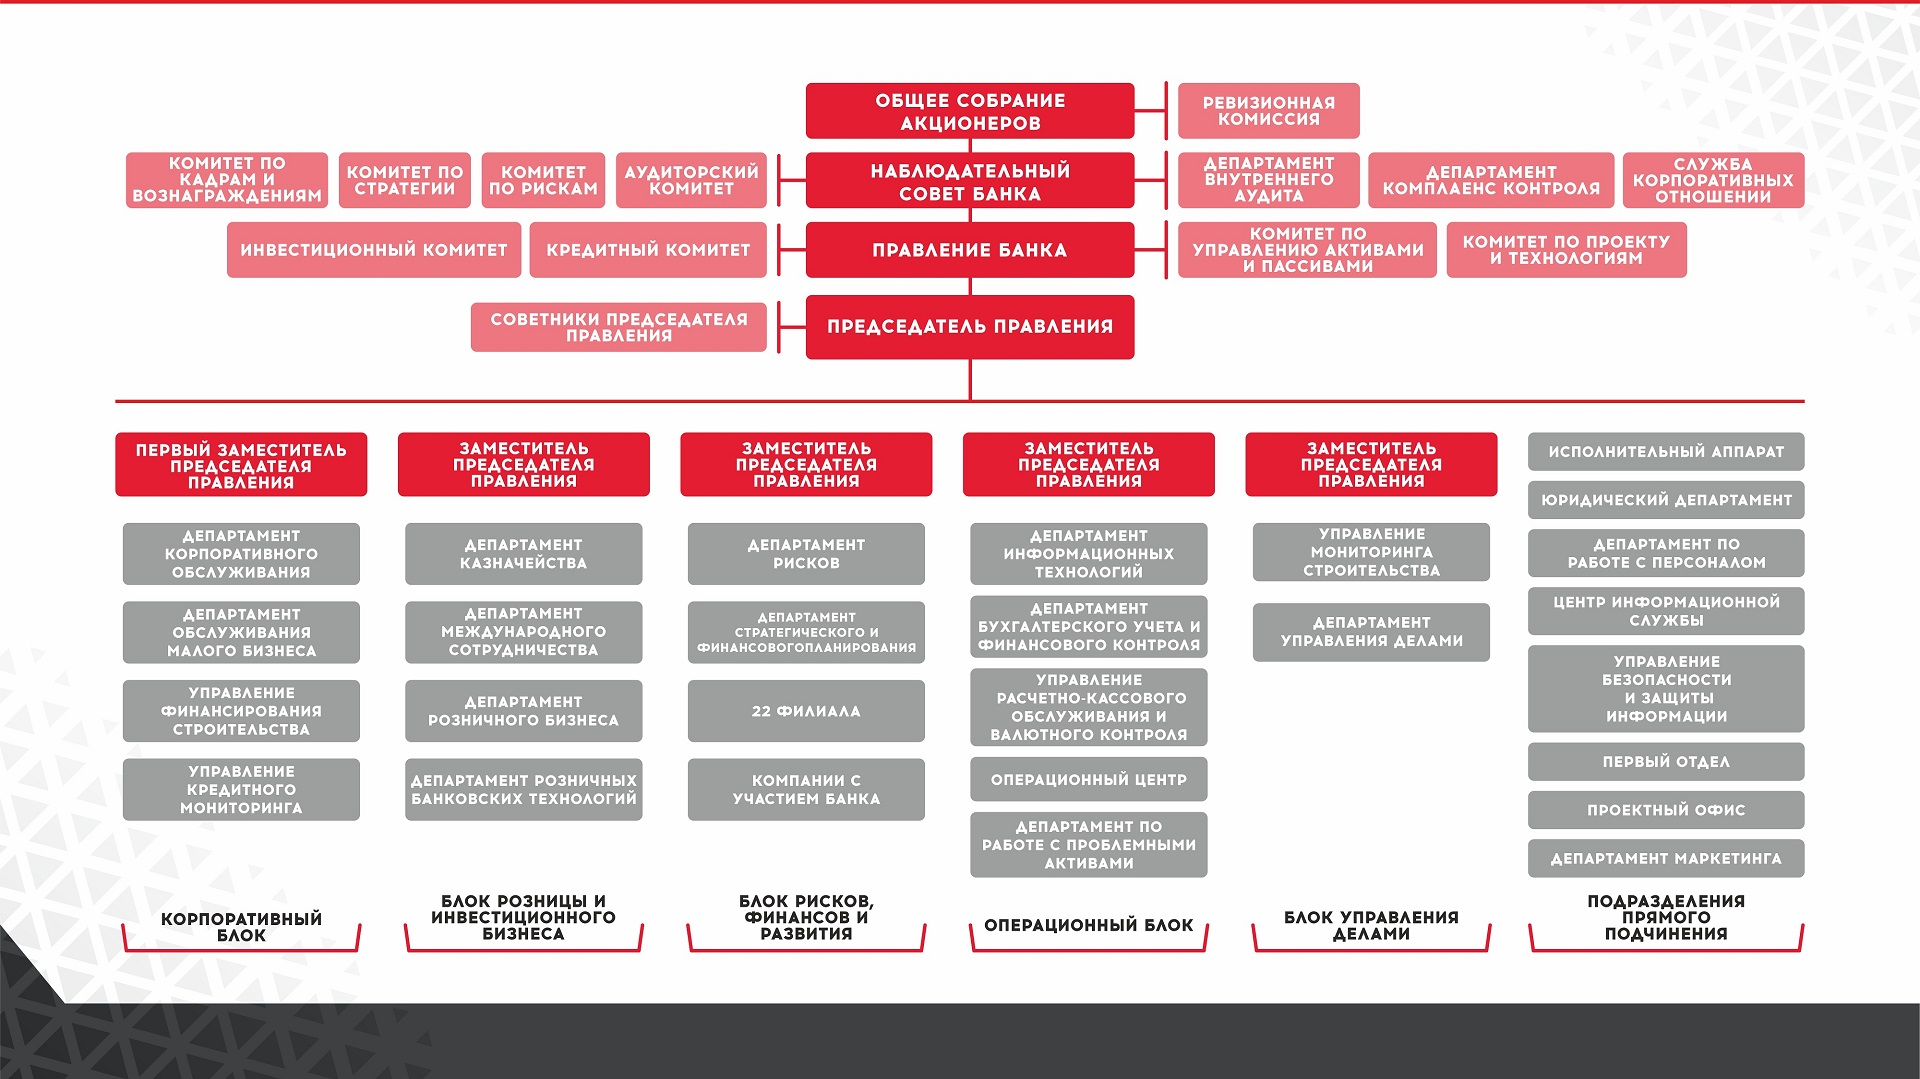 ОБЩЕЕ СОБРАНИЕ
АКЦИОНЕРОВ
РЕВИЗИОННАЯ
КОМИССИЯ
КОМИТЕТ ПО
КАДРАМ И
ВОЗНАГРАЖДЕНИЯМ
КОМИТЕТ ПО
СТРАТЕГИИ
КОМИТЕТ
ПО РИСКАМ
АУДИТОРСКИЙ
КОМИТЕТ
НАБЛЮДАТЕЛЬНЫЙ
СОВЕТ БАНКА
ДЕПАРТАМЕНТ
ВНУТРЕННЕГО
АУДИТА
ДЕПАРТАМЕНТ
КОМПЛАЕНС КОНТРОЛЯ
СЛУЖБА
КОРПОРАТИВНЫХ
ОТНОШЕНИИ
ИНВЕСТИЦИОННЫЙ КОМИТЕТ
КРЕДИТНЫЙ КОМИТЕТ
ПРАВЛЕНИЕ БАНКА
КОМИТЕТ ПО
УПРАВЛЕНИЮ АКТИВАМИ
И ПАССИВАМИ
КОМИТЕТ ПО ПРОЕКТУ
И ТЕХНОЛОГИЯМ
СОВЕТНИКИ ПРЕДСЕДАТЕЛЯ
ПРАВЛЕНИЯ
ПРЕДСЕДАТЕЛЬ ПРАВЛЕНИЯ
ПЕРВЫЙ ЗАМЕСТИТЕЛЬ
ПРЕДСЕДАТЕЛЯ
ПРАВЛЕНИЯ
ДЕПАРТАМЕНТ
КОРПОРАТИВНОГО
ОБСЛУЖИВАНИЯ
ДЕПАРТАМЕНТ
ОБСЛУЖИВАНИЯ
МАЛОГО БИЗНЕСА
УПРАВЛЕНИЕ
ФИНАНСИРОВАНИЯ
СТРОИТЕЛЬСТВА
УПРАВЛЕНИЕ
КРЕДИТНОГО
МОНИТОРИНГА
КОРПОРАТИВНЫЙ
БЛОК
ЗАМЕСТИТЕЛЬ
ПРЕДСЕДАТЕЛЯ
ПРАВЛЕНИЯ
ДЕПАРТАМЕНТ
КАЗНАЧЕЙСТВА
ДЕПАРТАМЕНТ
МЕЖДУНАРОДНОГО
СОТРУДНИЧЕСТВА
ДЕПАРТАМЕНТ
РОЗНИЧНОГО БИЗНЕСА
ДЕПАРТАМЕНТ РОЗНИЧНЫХ
БАНКОВСКИХ ТЕХНОЛОГИЙ
БЛОК РОЗНИЦЫ И
ИНВЕСТИЦИОННОГО
БИЗНЕСА
ЗАМЕСТИТЕЛЬ
ПРЕДСЕДАТЕЛЯ
ПРАВЛЕНИЯ
ДЕПАРТАМЕНТ
РИСКОВ
ДЕПАРТАМЕНТ
СТРАТЕГИЧЕСКОГО И
ФИНАНСОВОГОПЛАНИРОВАНИЯ
22 ФИЛИАЛА
КОМПАНИИ С
УЧАСТИЕМ БАНКА
БЛОК РИСКОВ,
ФИНАНСОВ И
РАЗВИТИЯ
ЗАМЕСТИТЕЛЬ
ПРЕДСЕДАТЕЛЯ
ПРАВЛЕНИЯ
ДЕПАРТАМЕНТ
ИНФОРМАЦИОННЫХ
ТЕХНОЛОГИЙ
ДЕПАРТАМЕНТ
БУХГАЛТЕРСКОГО УЧЕТА И
ФИНАНСОВОГО КОНТРОЛЯ
УПРАВЛЕНИЕ
РАСЧЕТНО-КАССОВОГО
ОБСЛУЖИВАНИЯ И
ВАЛЮТНОГО КОНТРОЛЯ
ОПЕРАЦИОННЫЙ ЦЕНТР
ДЕПАРТАМЕНТ ПО
РАБОТЕ С ПРОБЛЕМНЫМИ
АКТИВАМИ
ОПЕРАЦИОННЫЙ БЛОК
ЗАМЕСТИТЕЛЬ
ПРЕДСЕДАТЕЛЯ
ПРАВЛЕНИЯ
УПРАВЛЕНИЕ
МОНИТОРИНГА
СТРОИТЕЛЬСТВА
ДЕПАРТАМЕНТ
УПРАВЛЕНИЯ ДЕЛАМИ
БЛОК УПРАВЛЕНИЯ
ДЕЛАМИ
ИСПОЛНИТЕЛЬНЫЙ АППАРАТ
ЮРИДИЧЕСКИЙ ДЕПАРТАМЕНТ
ДЕПАРТАМЕНТ ПО
РАБОТЕ С ПЕРСОНАЛОМ
ЦЕНТР ИНФОРМАЦИОННОЙ
СЛУЖБЫ
УПРАВЛЕНИЕ
БЕЗОПАСНОСТИ
И ЗАЩИТЫ
ИНФОРМАЦИИ
ПЕРВЫЙ ОТДЕЛ
ПРОЕКТНЫЙ ОФИС
ДЕПАРТАМЕНТ МАРКЕТИНГА
ПОДРАЗДЕЛЕНИЯ
ПРЯМОГО
ПОДЧИНЕНИЯ